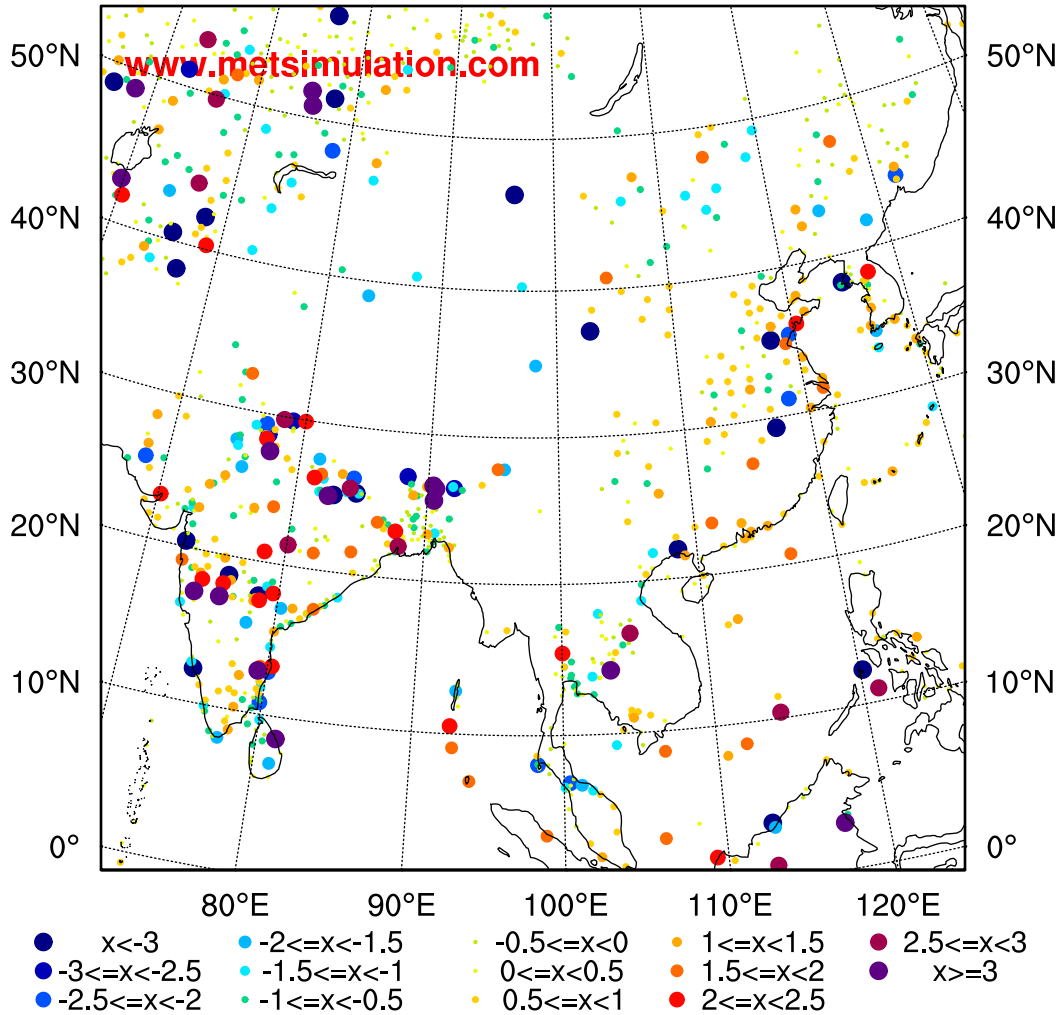 50°N 50°N
www.metsimulation.com
40°N 40°N
30°N 30°N
20°N 20°N
10°N 10°N
0° 0°
80°E 90°E 100°E 110°E 120°E
x<-3 -2<=x<-1.5 -0.5<=x<0 1<=x<1.5 2.5<=x<3
-3<=x<-2.5 -1.5<=x<-1 0<=x<0.5 1.5<=x<2 x>=3
-2.5<=x<-2 -1<=x<-0.5 0.5<=x<1 2<=x<2.5